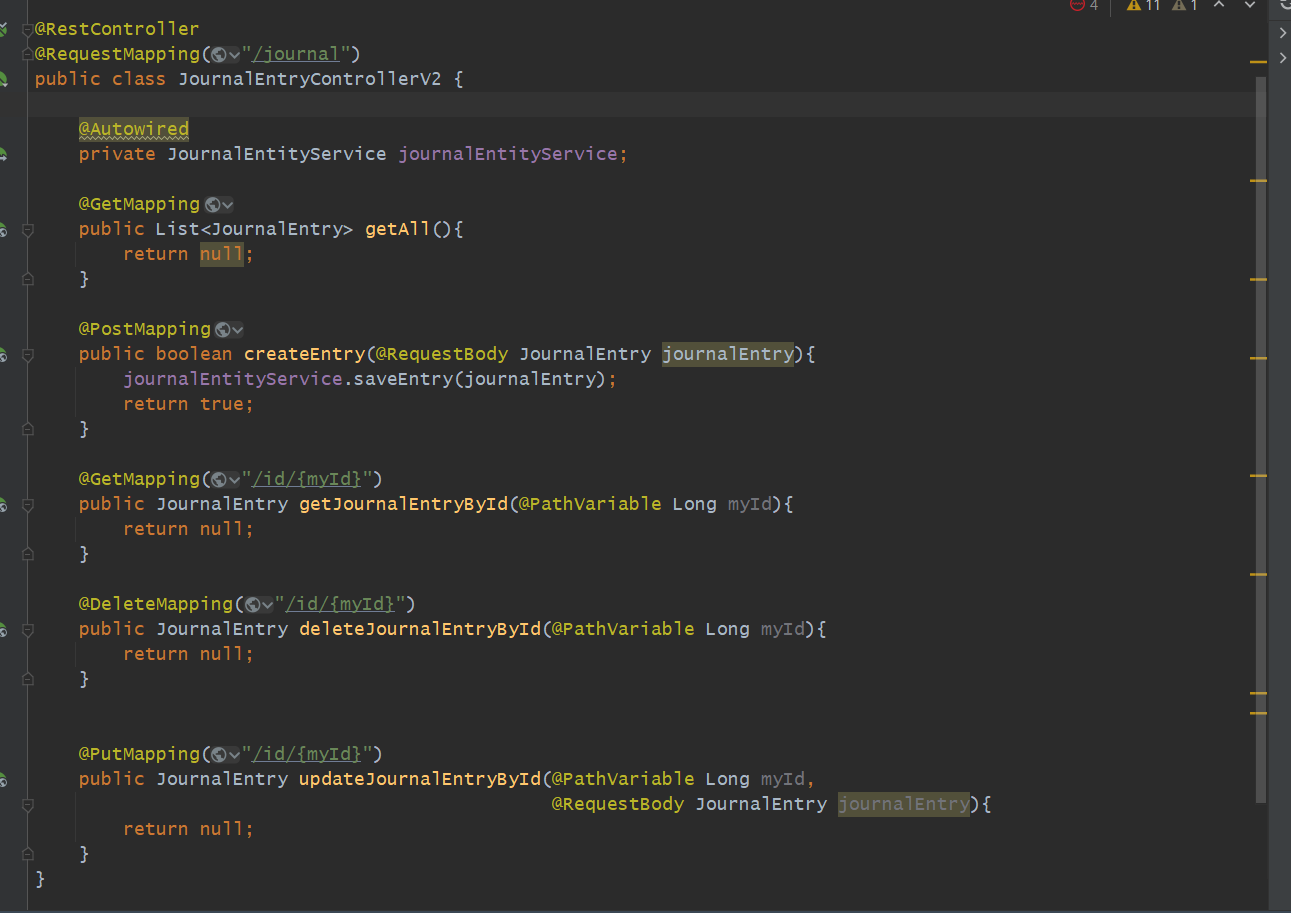 4 11 1
@RestController
@RequestMapping("/journal")
public class JournalEntryControllerV2 {
@Autowired
private JournalEntityService journalEntityService;
@GetMapping
public List<JournalEntry> getAll(){
return null;
}
@PostMapping
public boolean createEntry(@RequestBody JournalEntry journalEntry){
journalEntityService.saveEntry(journalEntry);
return true;
}
@GetMapping("/id/{myId}")
public JournalEntry getJournalEntryById(@PathVariable Long myId){
return null;
}
@DeleteMapping("/id/{myId}")
public JournalEntry deleteJournalEntryById(@PathVariable Long myId){
return null;
}
@PutMapping("/id/{myId}")
public JournalEntry updateJournalEntryById(@PathVariable Long myId,
@RequestBody JournalEntry journalEntry){
return null;
}
}